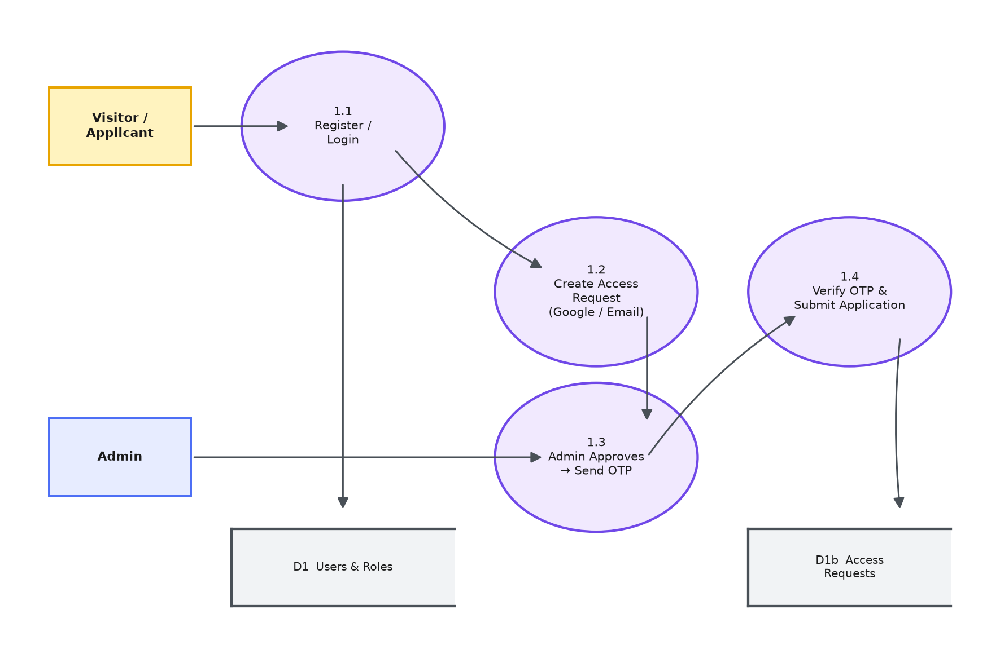 Visitor /
Applicant
1.1
Register /
Login
1.2
Create Access
Request
(Google / Email)
1.4
Verify OTP &
Submit Application
Admin
1.3
Admin Approves
→ Send OTP
D1  Users & Roles
D1b  Access
Requests